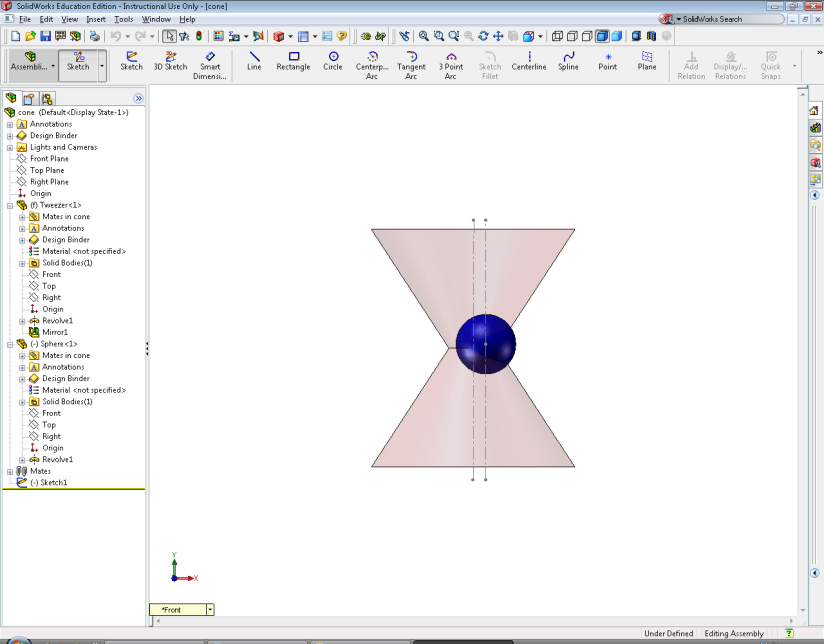 SolidWorks Education Edition - Instructional Use Only - [cone]
File Edit View Insert Tools Window Help
SolidWorks Search
Assembli...
Sketch
Sketch
3D Sketch
Smart Dimensi...
Line
Rectangle
Circle
Centerp... Arc
Tangent Arc
3 Point Arc
Sketch Fillet
Centerline
Spline
Point
Plane
Add Relation
Display/... Relations
Quick Snaps
cone (Default<Display State-1>)
Annotations
Design Binder
Lights and Cameras
Front Plane
Top Plane
Right Plane
Origin
(f) Tweezer<1>
Mates in cone
Annotations
Design Binder
Material <not specified>
Solid Bodies(1)
Front
Top
Right
Origin
Revolve1
Mirror1
(-) Sphere<1>
Mates in cone
Annotations
Design Binder
Material <not specified>
Solid Bodies(1)
Front
Top
Right
Origin
Revolve1
Mates
(-) Sketch1
Y
X
*Front
Under Defined
Editing Assembly